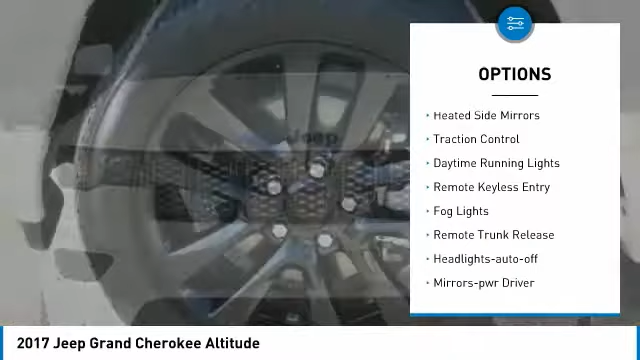 OPTIONS
Heated Side Mirrors
Traction Control
Daytime Running Lights
Remote Keyless Entry
Fog Lights
Remote Trunk Release
Headlights-auto-off
Mirrors-pwr Driver
Jeep
2017 Jeep Grand Cherokee Altitude